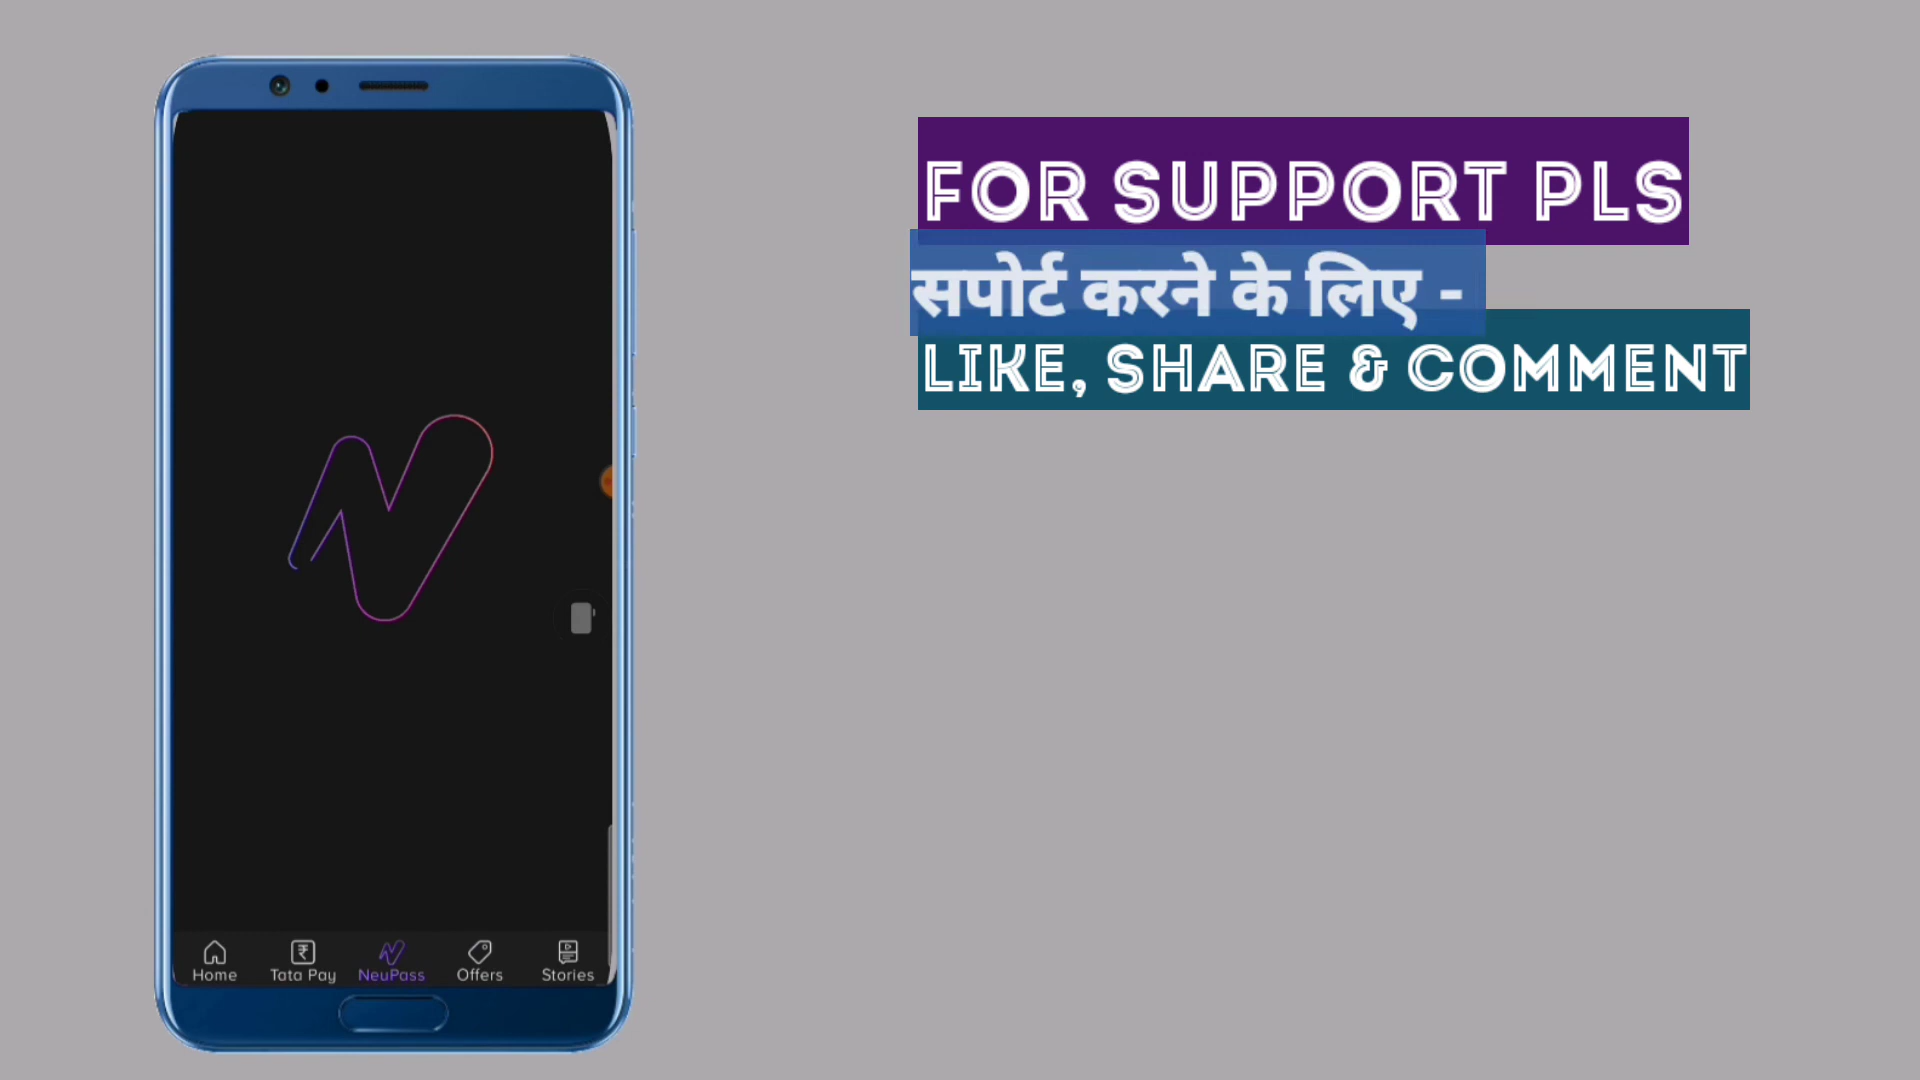 FOR SUPPORT PLS
सपोर्ट करने के लिए -
LIKE, SHARE & COMMENT
Home Tata Pay NeuPass Offers Stories